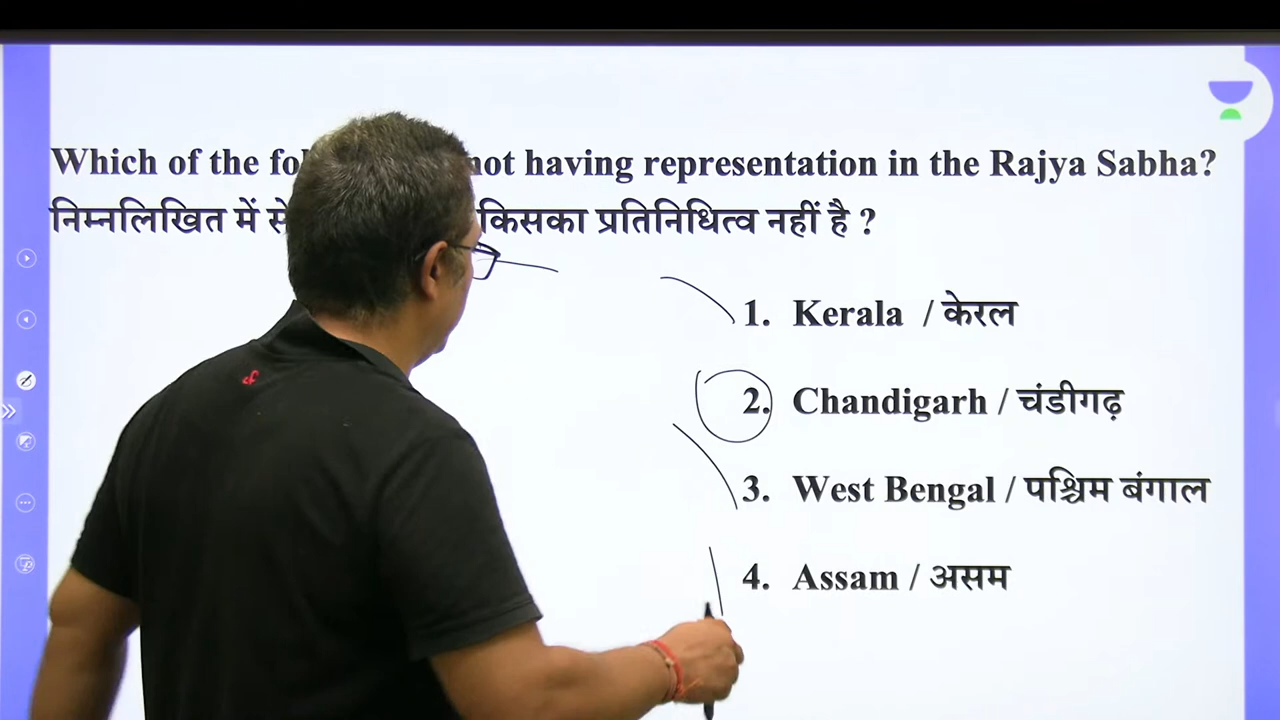 Which of the not having representation in the Rajya Sabha?
निम्नलिखित में से किसका प्रतिनिधित्व नहीं है ?
1. Kerala / केरल
2. Chandigarh / चंडीगढ़
3. West Bengal / पश्चिम बंगाल
4. Assam / असम